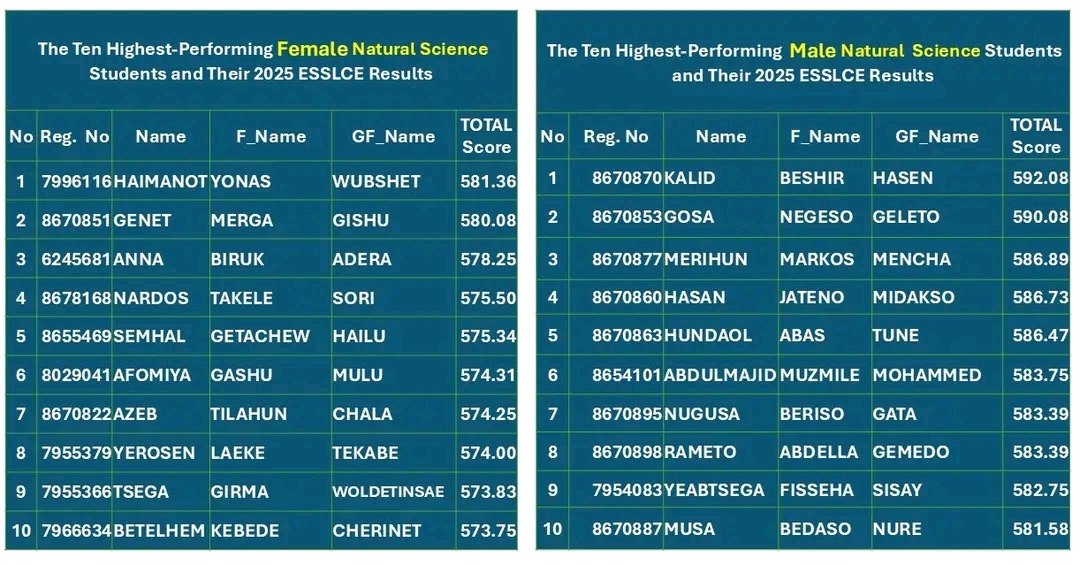 The Ten Highest-Performing Female Natural Science
Students and Their 2025 ESSLCE Results
No Reg. No Name F_Name GF_Name TOTAL Score
1 7996116 HAIMANOT YONAS WUBSHET 581.36
2 8670851 GENET MERGA GISHU 580.08
3 6245681 ANNA BIRUK ADERA 578.25
4 8678168 NARDOS TAKELE SORI 575.50
5 8655469 SEMHAL GETACHEW HAILU 575.34
6 8029041 AFOMIYA GASHU MULU 574.31
7 8670822 AZEB TILAHUN CHALA 574.25
8 7955379 YEROSEN LAEKE TEKABE 574.00
9 7955366 TSEGA GIRMA WOLDETINSAE 573.83
10 7966634 BETELHEM KEBEDE CHERINET 573.75
The Ten Highest-Performing Male Natural Science Students
and Their 2025 ESSLCE Results
No Reg. No Name F_Name GF_Name TOTAL Score
1 8670870 KALID BESHIR HASEN 592.08
2 8670853 GOSA NEGESO GELETO 590.08
3 8670877 MERIHUN MARKOS MENCHA 586.89
4 8670860 HASAN JATENO MIDAKSO 586.73
5 8670863 HUNDAOL ABAS TUNE 586.47
6 8654101 ABDULMAJID MUZMILE MOHAMMED 583.75
7 8670895 NUGUSA BERISO GATA 583.39
8 8670898 RAMETO ABDELLA GEMEDO 583.39
9 7954083 YEABTSEGA FISSEHA SISAY 582.75
10 8670887 MUSA BEDASO NURE 581.58